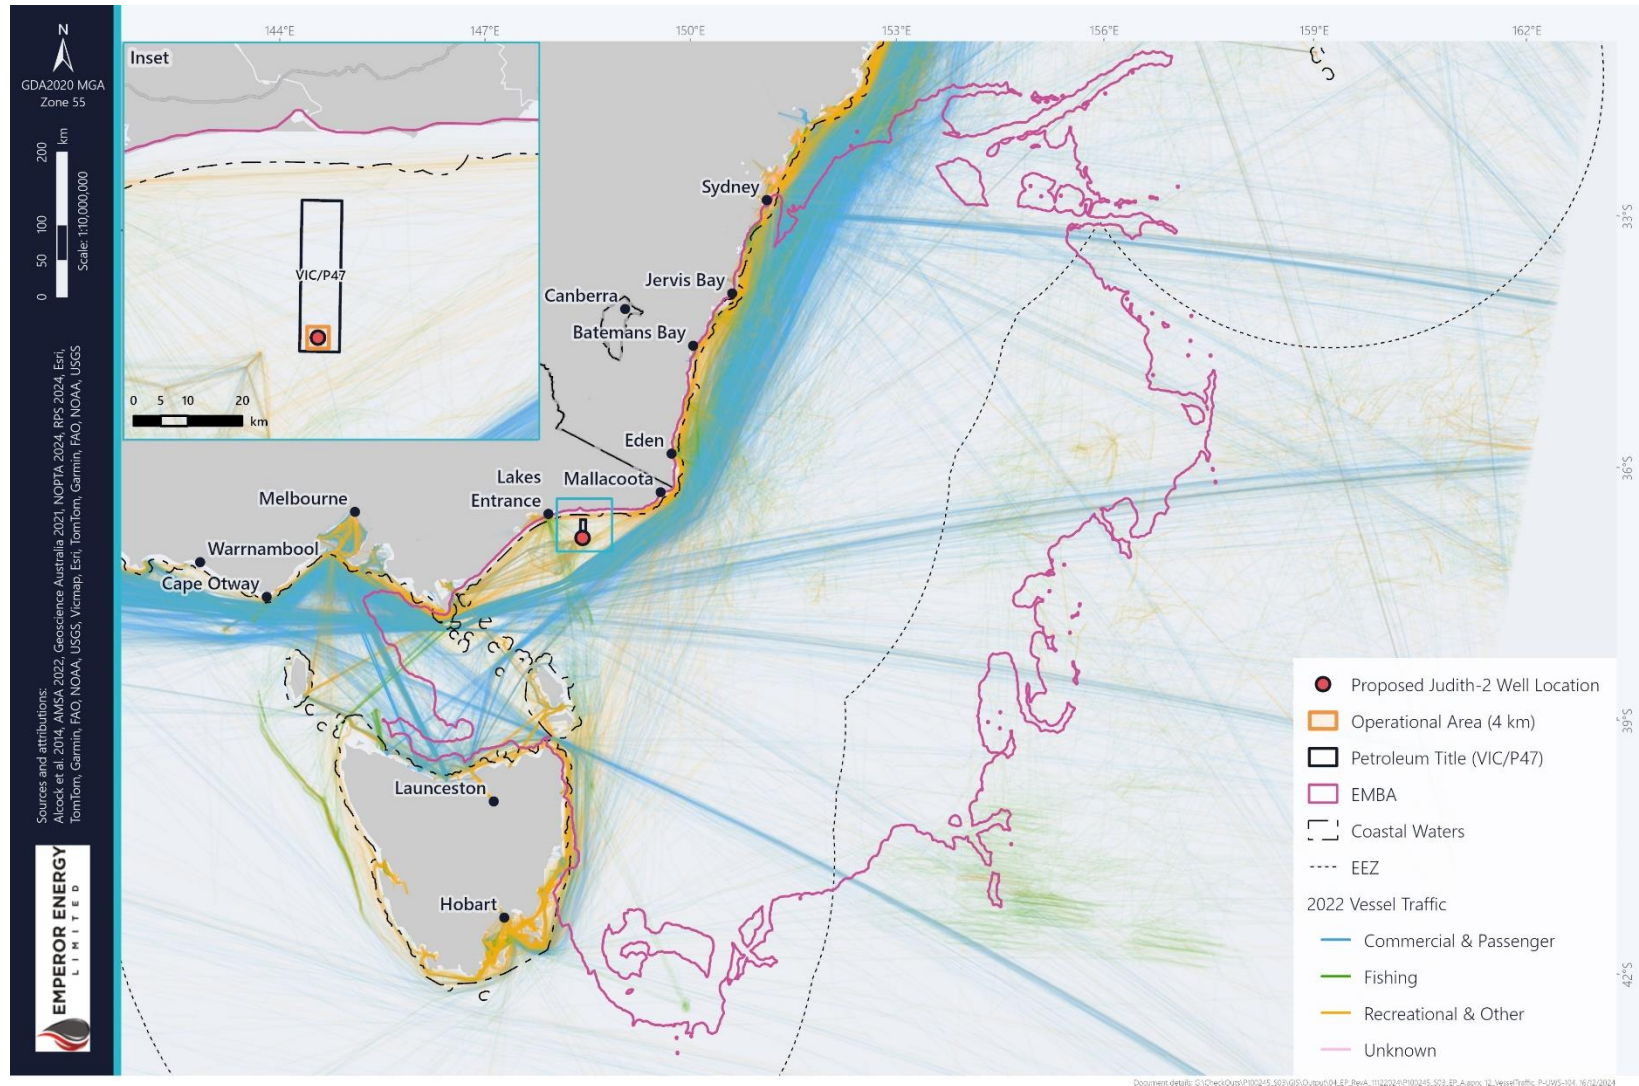 N
GDA2020 MGA
Zone 55
0 50 100 200 km
Scale: 1:10,000,000
Sources and attributions:
Alcock et al. 2014, AMSA 2022, Geoscience Australia 2021, NOPTA 2024, RPS 2024, Esri,
TomTom, Garmin, FAO, NOAA, USGS, Vicmap, Esri, TomTom, Garmin, FAO, NOAA, USGS
EMPEROR ENERGY
LIMITED
144°E 147°E 150°E 153°E 156°E 159°E 162°E
Inset
VIC/P47
0 5 10 20
km
33°S
36°S
39°S
42°S
Sydney
Jervis Bay
Canberra
Batemans Bay
Eden
Lakes
Entrance
Mallacoota
Melbourne
Warrnambool
Cape Otway
Launceston
Hobart
Proposed Judith-2 Well Location
Operational Area (4 km)
Petroleum Title (VIC/P47)
EMBA
Coastal Waters
EEZ
2022 Vessel Traffic
Commercial & Passenger
Fishing
Recreational & Other
Unknown